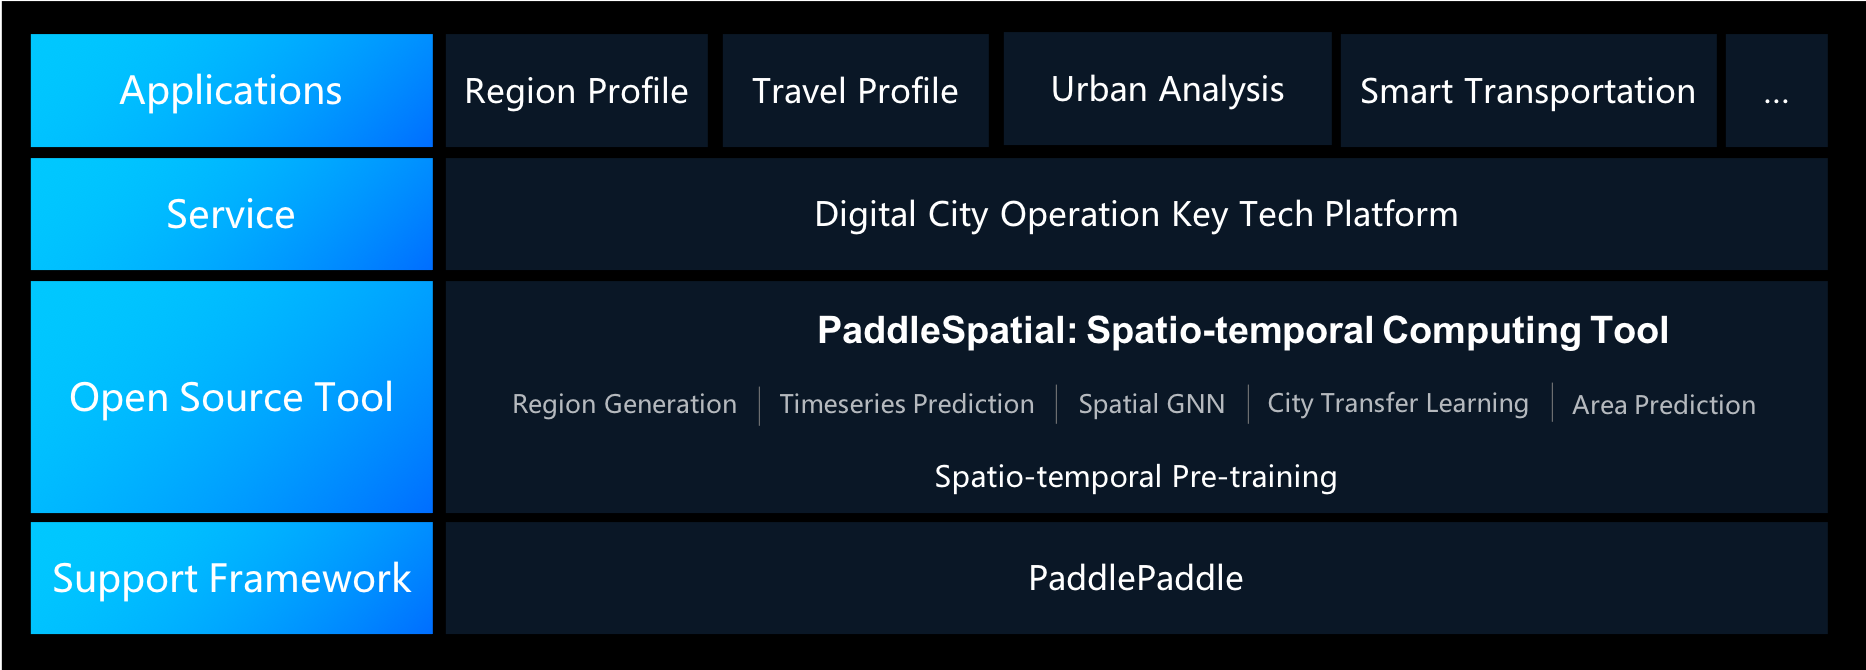 Applications Region Profile Travel Profile Urban Analysis Smart Transportation ...
Service Digital City Operation Key Tech Platform
PaddleSpatial: Spatio-temporal Computing Tool
Open Source Tool Region Generation Timeseries Prediction Spatial GNN City Transfer Learning Area Prediction
Spatio-temporal Pre-training
Support Framework PaddlePaddle